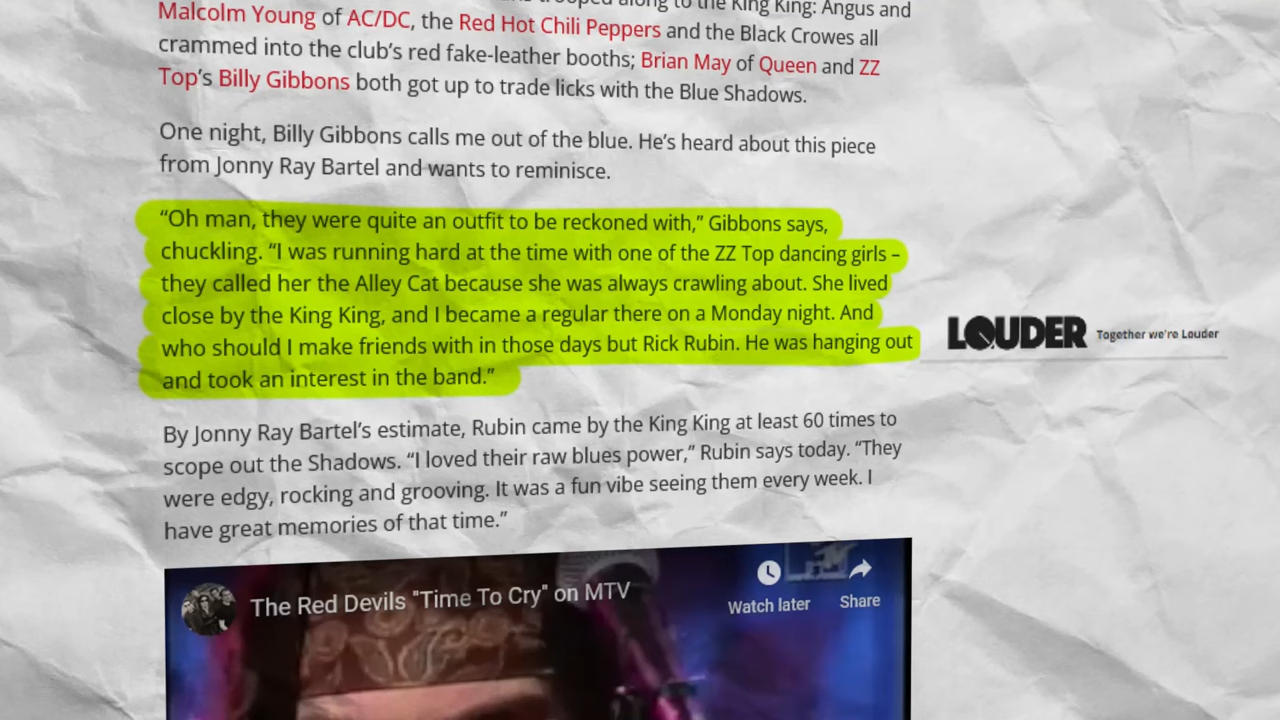 trooped along to the King King: Angus and
Malcolm Young of AC/DC, the Red Hot Chili Peppers and the Black Crowes all
crammed into the club's red fake-leather booths; Brian May of Queen and ZZ
Top's Billy Gibbons both got up to trade licks with the Blue Shadows.
One night, Billy Gibbons calls me out of the blue. He's heard about this piece
from Jonny Ray Bartel and wants to reminisce.
“Oh man, they were quite an outfit to be reckoned with,” Gibbons says,
chuckling. “I was running hard at the time with one of the ZZ Top dancing girls –
they called her the Alley Cat because she was always crawling about. She lived
close by the King King, and I became a regular there on a Monday night. And
who should I make friends with in those days but Rick Rubin. He was hanging out
and took an interest in the band.”
LOUDER Together we're Louder
By Jonny Ray Bartel's estimate, Rubin came by the King King at least 60 times to
scope out the Shadows. “I loved their raw blues power,” Rubin says today. “They
were edgy, rocking and grooving. It was a fun vibe seeing them every week. I
have great memories of that time.”
The Red Devils "Time To Cry" on MTV
Watch later
Share